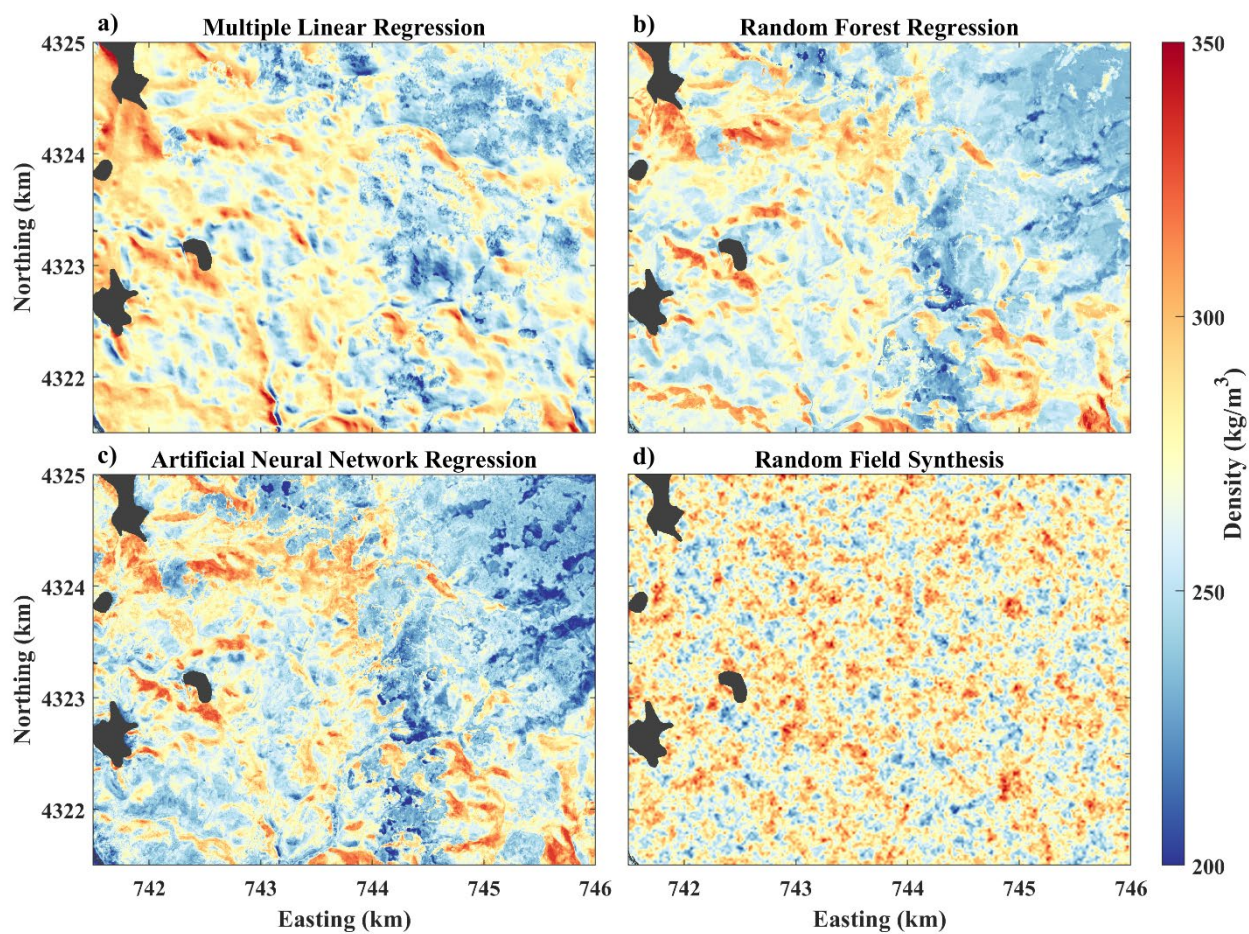 a) Multiple Linear Regression
b) Random Forest Regression
4325
4324
4323
4322
Northing (km)
350
300
250
200
Density (kg/m³)
c) Artificial Neural Network Regression
d) Random Field Synthesis
4325
4324
4323
4322
Northing (km)
742 743 744 745 746
742 743 744 745 746
Easting (km)
Easting (km)